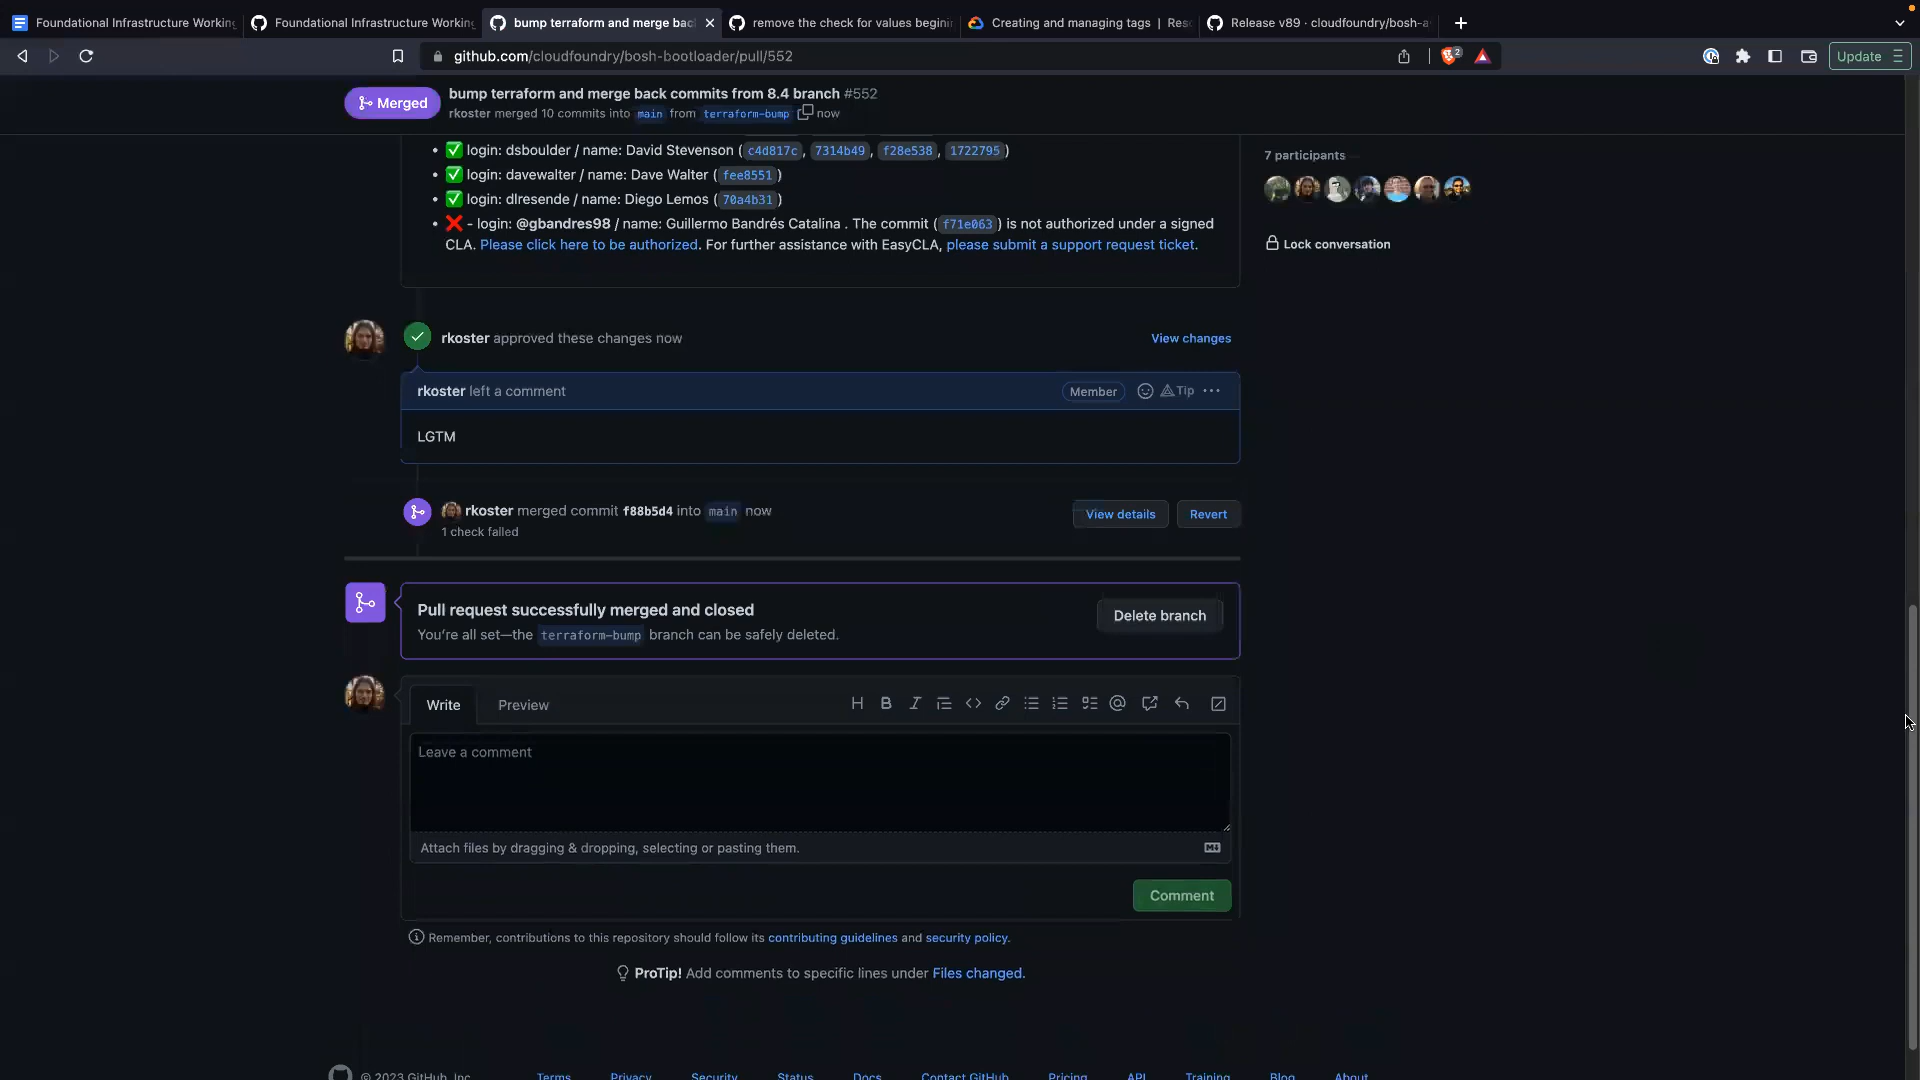 Foundational Infrastructure Working
Foundational Infrastructure Working
bump terraform and merge bac
remove the check for values beginni
Creating and managing tags | Res
Release v89 · cloudfoundry/bosh-a
github.com/cloudfoundry/bosh-bootloader/pull/552
2
Update
Merged
bump terraform and merge back commits from 8.4 branch #552
rkoster merged 10 commits into main from terraform-bump now
✅ login: dsboulder / name: David Stevenson (c4d817c, 7314b49, f28e538, 1722795)
✅ login: davewalter / name: Dave Walter (fee8551)
✅ login: dlresende / name: Diego Lemos (70a4b31)
❌ - login: @gbandres98 / name: Guillermo Bandrés Catalina . The commit (f71e063) is not authorized under a signed
CLA. Please click here to be authorized. For further assistance with EasyCLA, please submit a support request ticket.
7 participants
Lock conversation
rkoster approved these changes now
View changes
rkoster left a comment
Member
Tip
LGTM
rkoster merged commit f88b5d4 into main now
1 check failed
View details
Revert
Pull request successfully merged and closed
You're all set—the terraform-bump branch can be safely deleted.
Delete branch
Write
Preview
Leave a comment
Attach files by dragging & dropping, selecting or pasting them.
Comment
Remember, contributions to this repository should follow its contributing guidelines and security policy.
ProTip! Add comments to specific lines under Files changed.
© 2023 GitHub, Inc.
Terms
Privacy
Security
Status
Docs
Contact GitHub
Pricing
API
Training
Blog
About